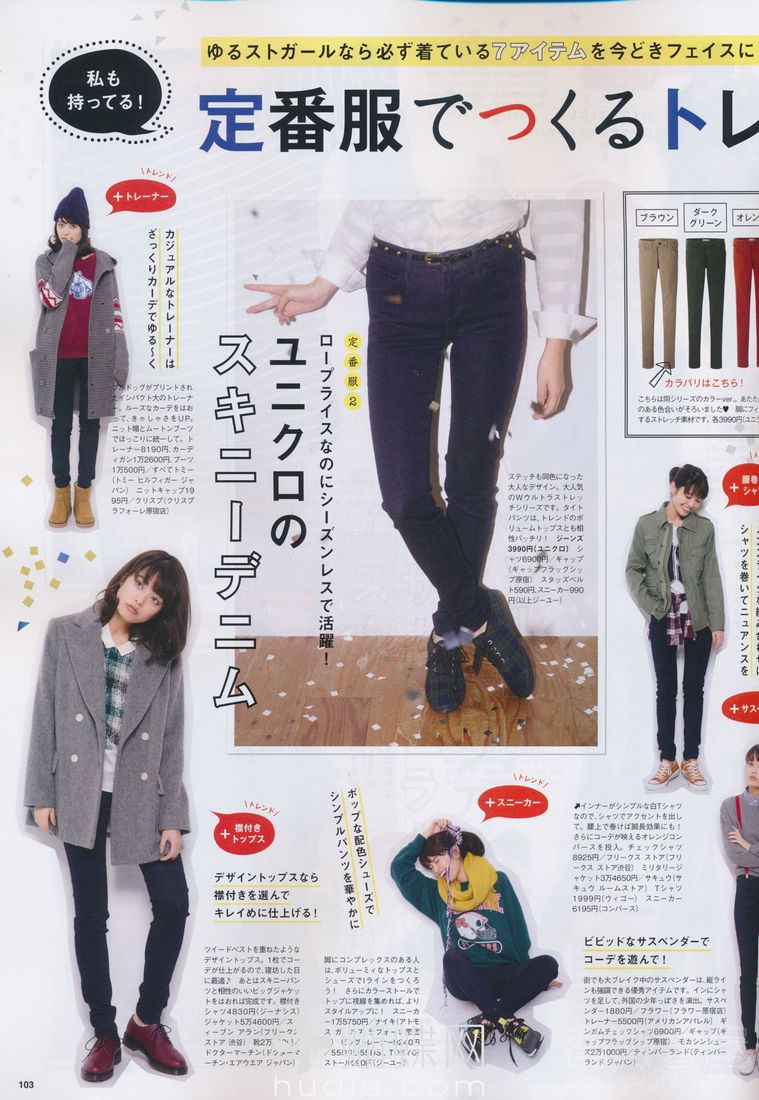 私も
持ってる！
ゆるストガールなら必ず着ている7アイテムを今どきフェイスに
定番服でつくるトレ
トレンド
＋トレーナー
カジュアルなトレーナーは
ざっくりカーデでゆる〜く
ルドッグがプリントされ
たインパクト大のトレーナ
ー。ルーズなカーデをはお
って、きゃしゃさをUP。
ニット帽とムートンブーツ
でほっこりに統一して。ト
レーナー8190円、カーディ
ガン1万2600円、ブーツ
1万500円／すべてトミー
（トミー ヒルフィガー ジャ
パン） ニットキャップ19
95円／クリスプ（クリスプ
ラフォーレ原宿店）
定番服2
ロープライスなのにシーズンレスで活躍！
ユニクロの
スキニーデニム
ステッチも同色になった
大人なデザイン。大人気
のWウルトラストレッ
チシリーズです。タイト
パンツは、トレンドのボ
リュームトップスとも相
性バッチリ！ ジーンズ
3990円（ユニクロ） シ
ャツ6900円／ギャップ
（ギャップフラッグシッ
プ原宿） スタッズベル
ト590円、スニーカー990
円（以上ジーユー）
ブラウン
ダーク
グリーン
オレン
カラバリはこちら！
こちらは同シリーズのカラーver.。あたた
のある色合いがそろいました♥ 脚にフィ
するストレッチ素材です。各3990円（ユニク
＋
腰巻
シャ
シャツを巻いてニュアンスを
➚インナーがシンプルな白Tシャツ
なので、シャツでアクセントを出し
て。腰上で巻けば脚長効果にも！
さらにコーデが映えるオレンジコン
バースを投入。チェックシャツ
8925円／フリークス ストア（フリ
ークス ストア渋谷） ミリタリージ
ャケット3万4650円／サキュウ（サ
キュウ ルームストア） Tシャツ
1999円（ウィゴー） スニーカー
6195円（コンバース）
＋サスペ
ビビッドなサスペンダーで
コーデを遊んで！
街でも大ブレイク中のサスペンダーは、縦ライ
ンも強調できる優秀アイテム。インにシャツ
を足して、外国の少年っぽさを演出。サスペ
ンダー1880円／フラワー（フラワー原宿店）
トレーナー5500円（アメリカンアパレル） ギ
ンガムチェックシャツ6900円／ギャップ（ギ
ャップフラッグシップ原宿） モカシンシュー
ズ2万1000円／ティンバーランド（ティンバー
ランド ジャパン）
トレンド
＋襟付き
トップス
デザイントップスなら
襟付きを選んで
キレイめに仕上げる！
ツイードベストを重ねたような
デザイントップス。1枚でコー
デが仕上がるので、寝坊した日
に最適♪ あとはスキニーパン
ツと相性のいいビッグジャケッ
トをはおれば完成です。襟付き
シャツ4830円（ジーナシス）
ジャケット5万4600円／ス
ティーブン アラン（フリークス
ストア 渋谷） 靴2万
ドクターマーチン（ドクターマ
ーチン・エアウエア ジャパン）
トレンド
＋スニーカー
ポップな配色シューズで
シンプルパンツを華やかに
脚にコンプレックスのある人
は、ボリューミィなトップスと
シューズでIラインをつくろ
う！ さらにカラーストールで
トップに視線を集めれば、より
スタイルアップに！ スニーカ
ー1万5750円／ナイキ（アトモ
103
hudie.com